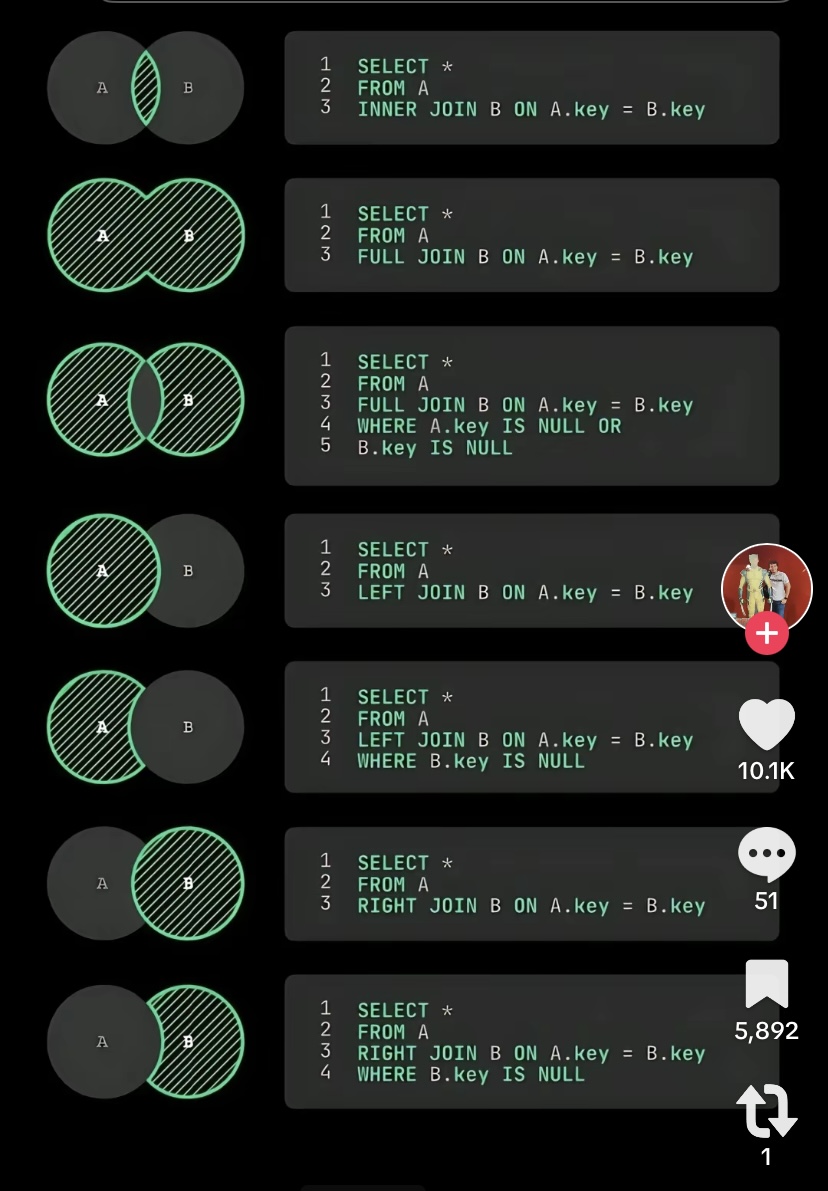 A B
1 SELECT *
2 FROM A
3 INNER JOIN B ON A.key = B.key
A B
1 SELECT *
2 FROM A
3 FULL JOIN B ON A.key = B.key
A B
1 SELECT *
2 FROM A
3 FULL JOIN B ON A.key = B.key
4 WHERE A.key IS NULL OR
5 B.key IS NULL
A B
1 SELECT *
2 FROM A
3 LEFT JOIN B ON A.key = B.key
A B
1 SELECT *
2 FROM A
3 LEFT JOIN B ON A.key = B.key
4 WHERE B.key IS NULL
10.1K
A B
1 SELECT *
2 FROM A
3 RIGHT JOIN B ON A.key = B.key
51
A B
1 SELECT *
2 FROM A
3 RIGHT JOIN B ON A.key = B.key
4 WHERE B.key IS NULL
5,892
1